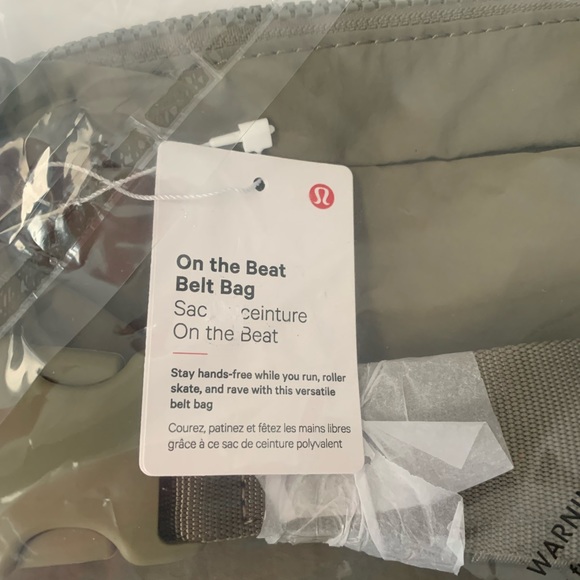 On the Beat
Belt Bag
Sac ceinture
On the Beat
Stay hands-free while you run, roller
skate, and rave with this versatile
belt bag
Courez, patinez et fêtez les mains libres
grâce à ce sac de ceinture polyvalent
WARNI